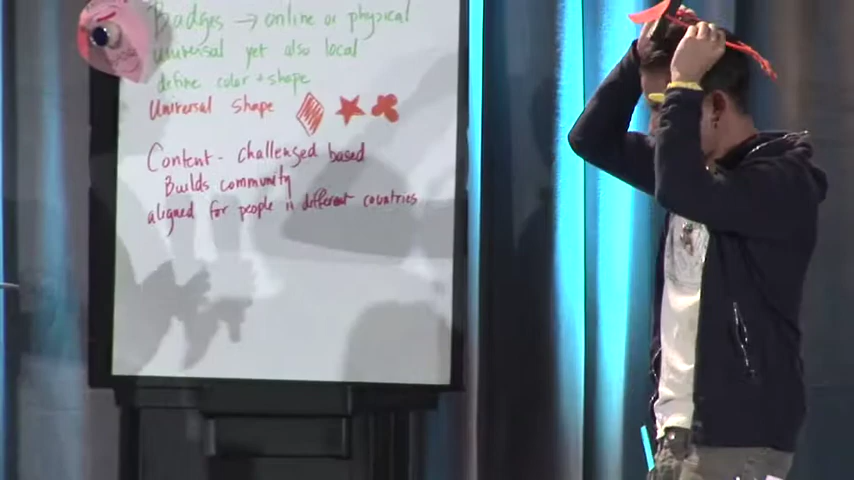 Badges → online or physical
Universal yet also local
define color + shape
Universal shape
Content - Challenged based
Builds community
aligned for people in different countries